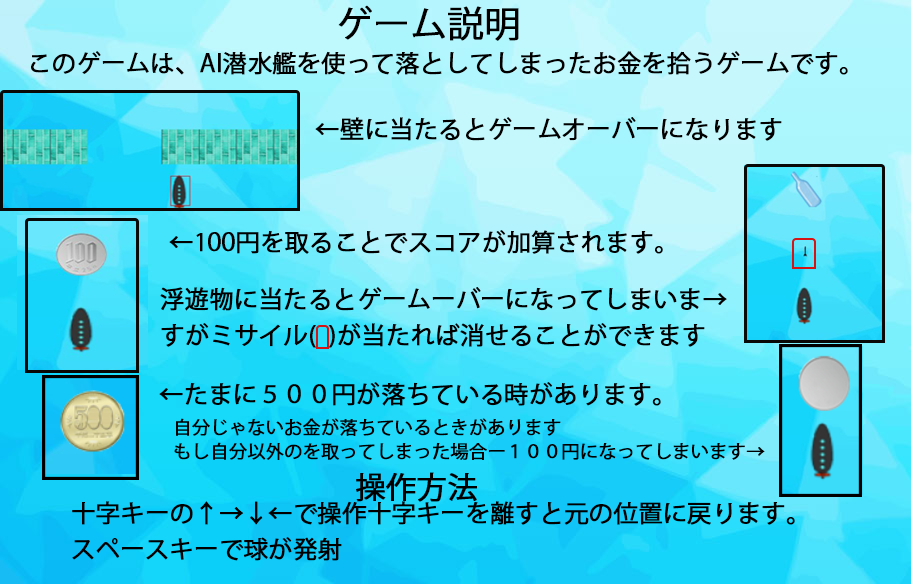 ゲーム説明
このゲームは、AI潜水艦を使って落としてしまったお金を拾うゲームです。
←壁に当たるとゲームオーバーになります
100
←100円を取ることでスコアが加算されます。
浮遊物に当たるとゲームーバーになってしまいま→
すがミサイル( )が当たれば消せることができます
500
←たまに５００円が落ちている時があります。
自分じゃないお金が落ちているときがあります
もし自分以外のを取ってしまった場合ー１００円になってしまいます→
操作方法
十字キーの↑→↓←で操作十字キーを離すと元の位置に戻ります。
スペースキーで球が発射